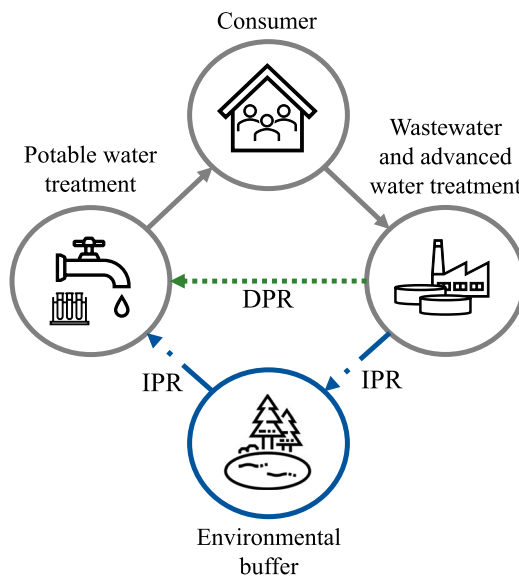 Consumer
Wastewater
and advanced
water treatment
Potable water
treatment
DPR
IPR
IPR
Environmental
buffer